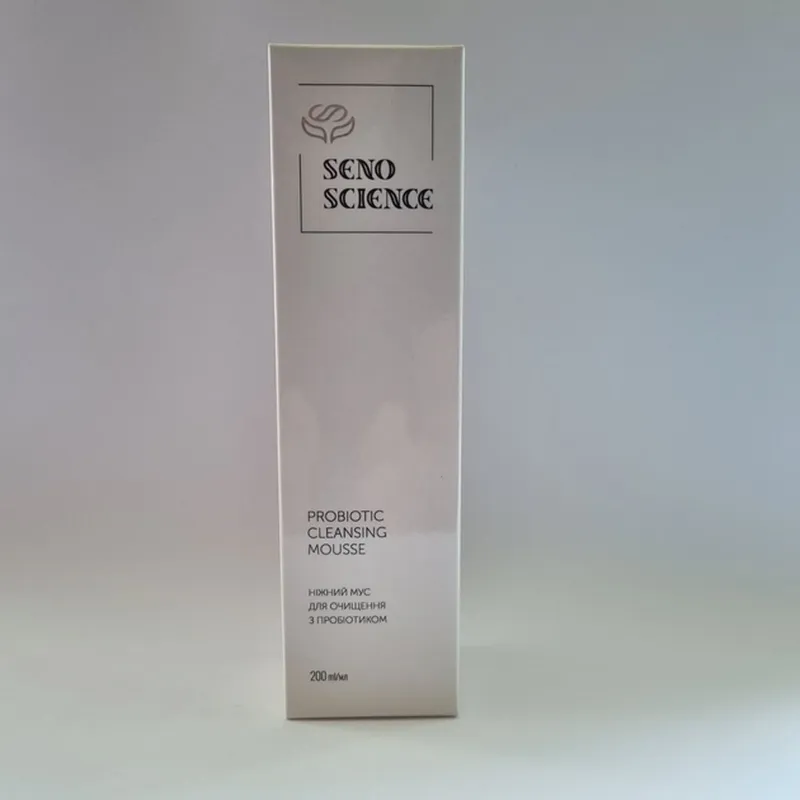 SENO
SCIENCE
PROBIOTIC
CLEANSING
MOUSSE
НІЖНИЙ МУС
ДЛЯ ОЧИЩЕННЯ
З ПРОБІОТИКОМ
200 ml/мл